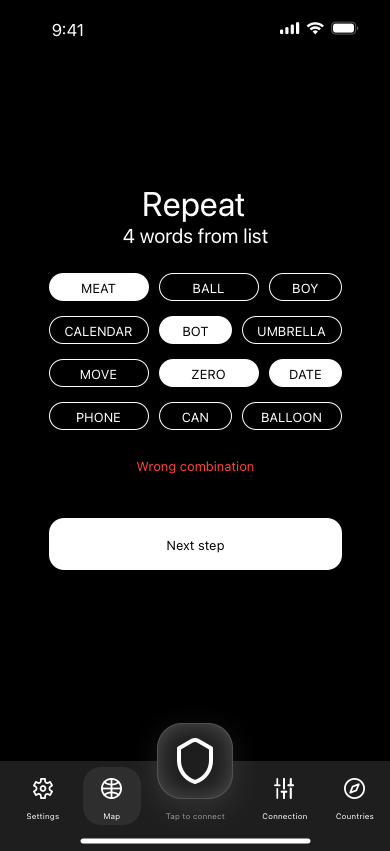 9:41
Repeat
4 words from list
MEAT BALL BOY
CALENDAR BOT UMBRELLA
MOVE ZERO DATE
PHONE CAN BALLOON
Wrong combination
Next step
Settings Map Tap to connect Connection Countries